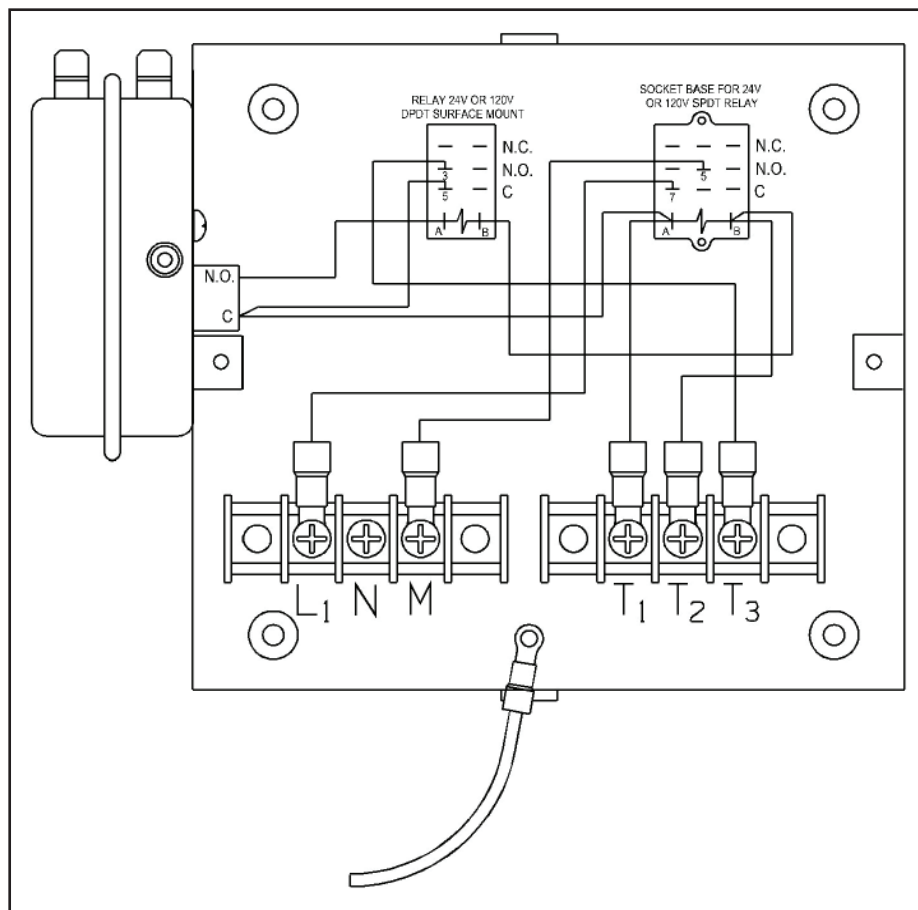 RELAY 24V OR 120V
DPDT SURFACE MOUNT
N.C.
3 N.O.
5 C
A B
SOCKET BASE FOR 24V
OR 120V SPDT RELAY
N.C.
5 N.O.
7 C
A B
N.O.
C
L1 N M
T1 T2 T3